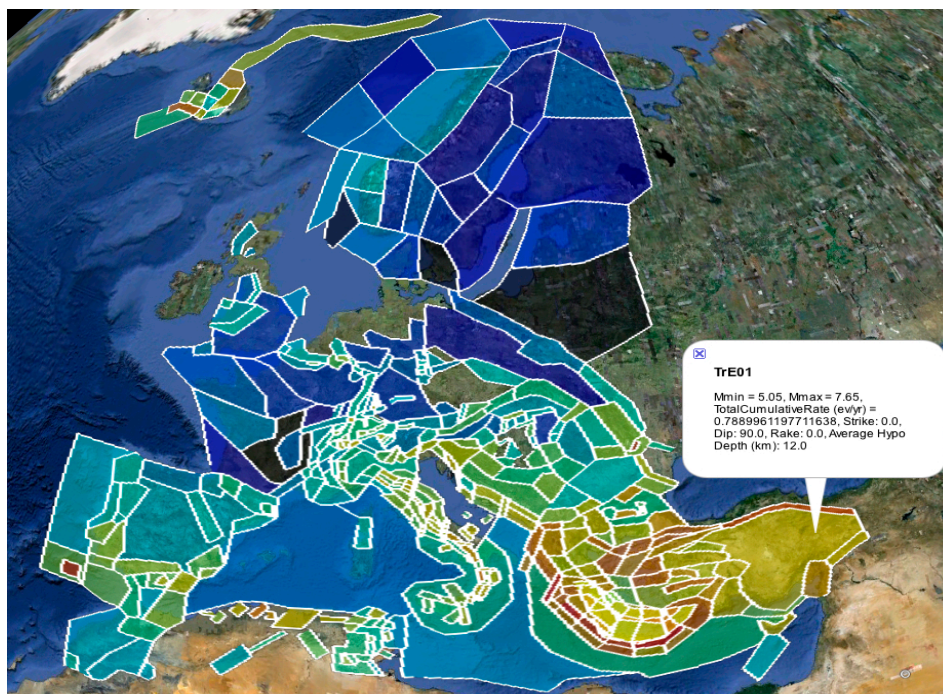 TrE01
Mmin = 5.05, Mmax = 7.65,
TotalCumulativeRate (ev/yr) =
0.7889961197711638, Strike: 0.0,
Dip: 90.0, Rake: 0.0, Average Hypo
Depth (km): 12.0